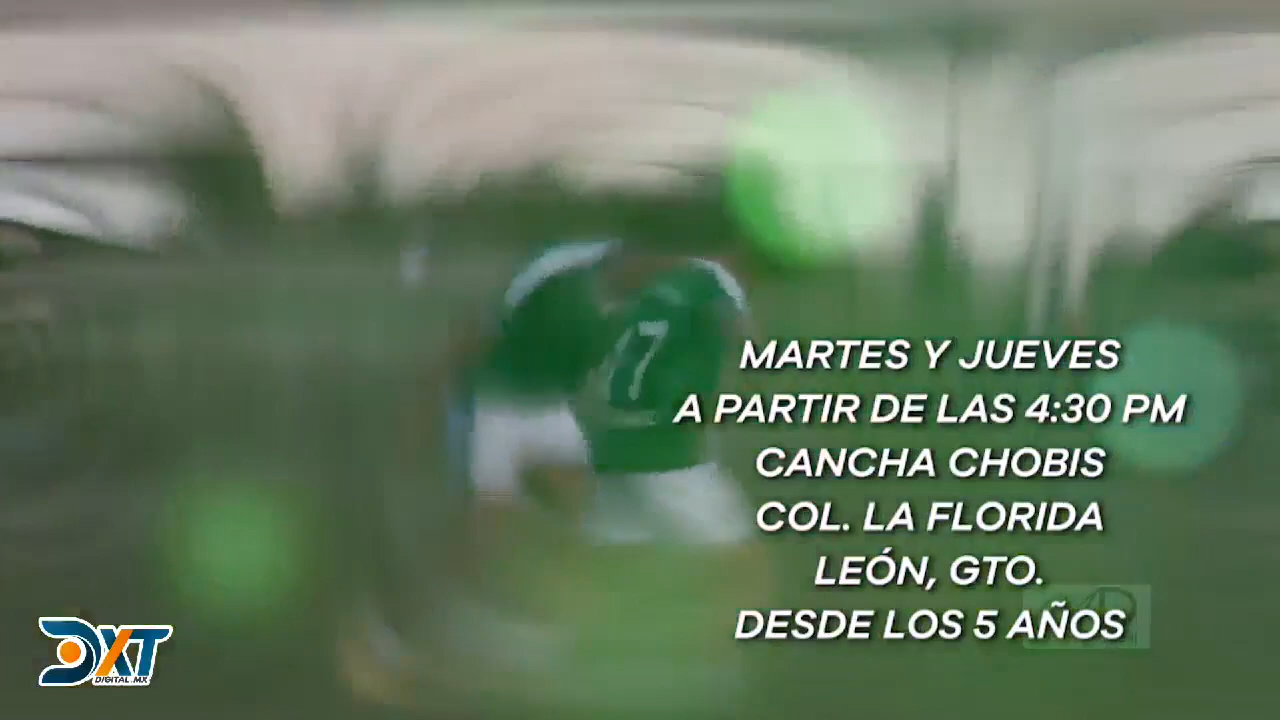 7
MARTES Y JUEVES
A PARTIR DE LAS 4:30 PM
CANCHA CHOBIS
COL. LA FLORIDA
LEÓN, GTO.
DESDE LOS 5 AÑOS
DXT
DIGITAL.MX